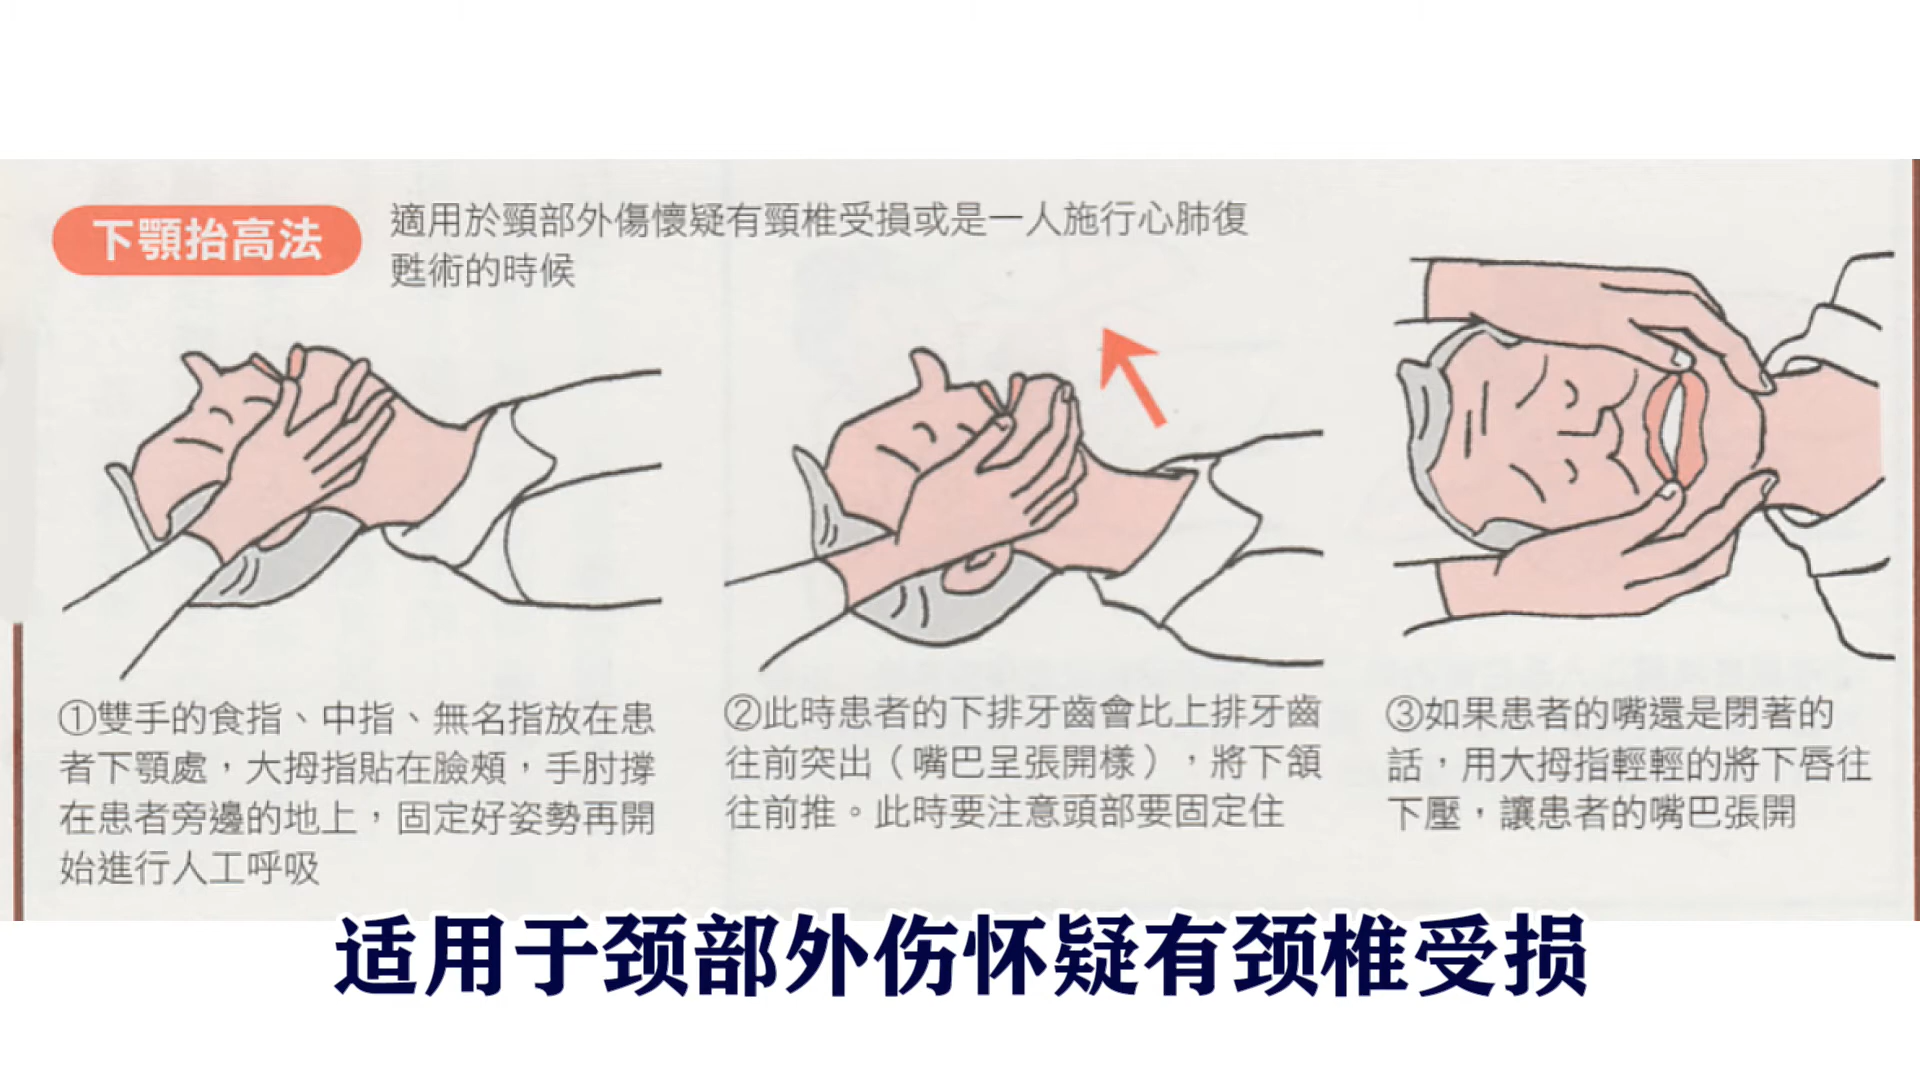 下顎抬高法
適用於頸部外傷懷疑有頸椎受損或是一人施行心肺復
甦術的時候
①雙手的食指、中指、無名指放在患
者下顎處，大拇指貼在臉頰，手肘撐
在患者旁邊的地上，固定好姿勢再開
始進行人工呼吸
②此時患者的下排牙齒會比上排牙齒
往前突出（嘴巴呈張開樣），將下頷
往前推。此時要注意頭部要固定住
③如果患者的嘴還是閉著的
話，用大拇指輕輕的將下唇往
下壓，讓患者的嘴巴張開
适用于颈部外伤怀疑有颈椎受损